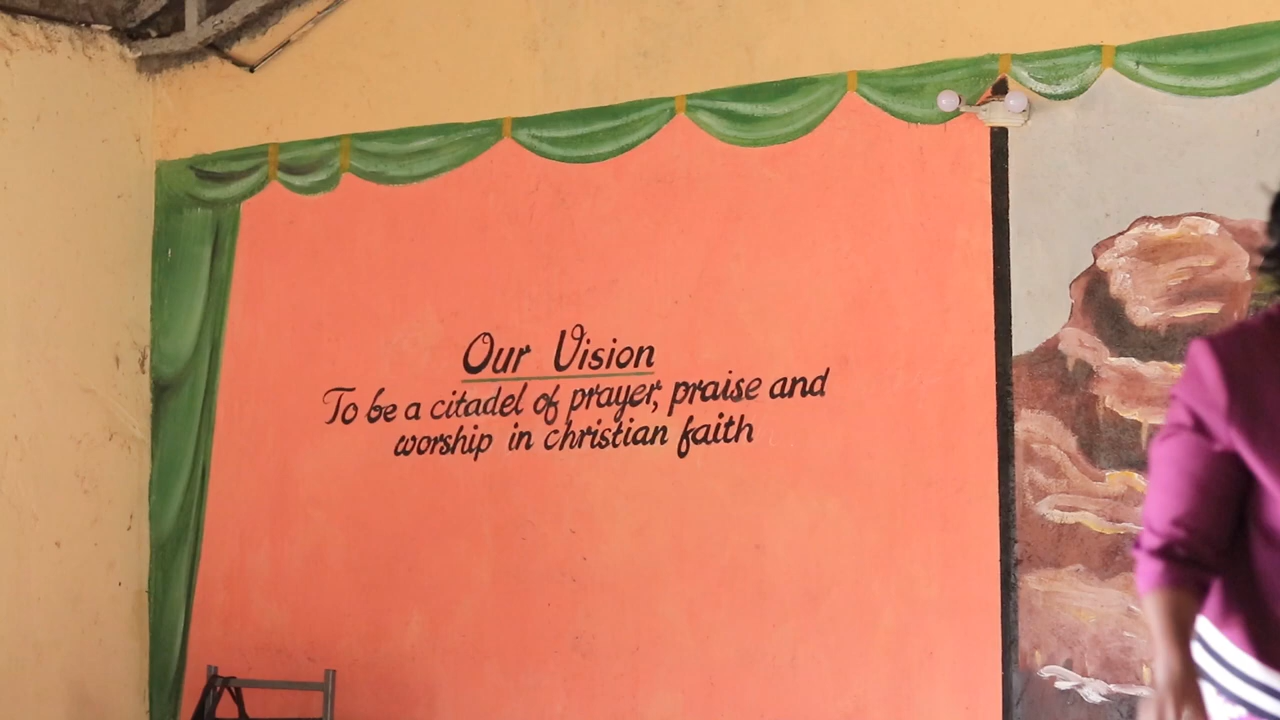 Our Vision
To be a citadel of prayer, praise and
worship in christian faith